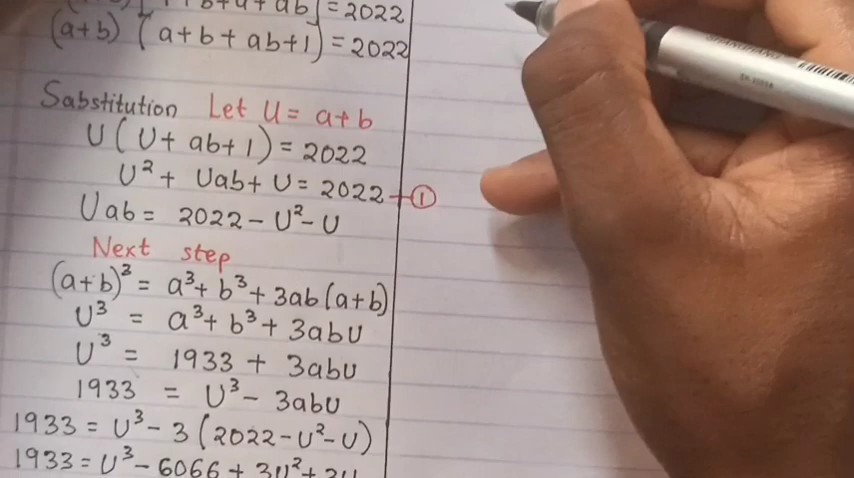 b+a+ab] = 2022
(a+b) (a+b+ab+1) = 2022
Sabstitution Let U = a+b
U(U+ab+1) = 2022
U²+ Uab+U = 2022 ①
Uab = 2022 - U² - U
Next step
(a+b)³ = a³+b³+3ab(a+b)
U³ = a³+b³+3abU
U³ = 1933 + 3abU
1933 = U³ - 3abU
1933 = U³ - 3(2022-U²-U)
1933 = U³ - 6066 + 3U² + 3U